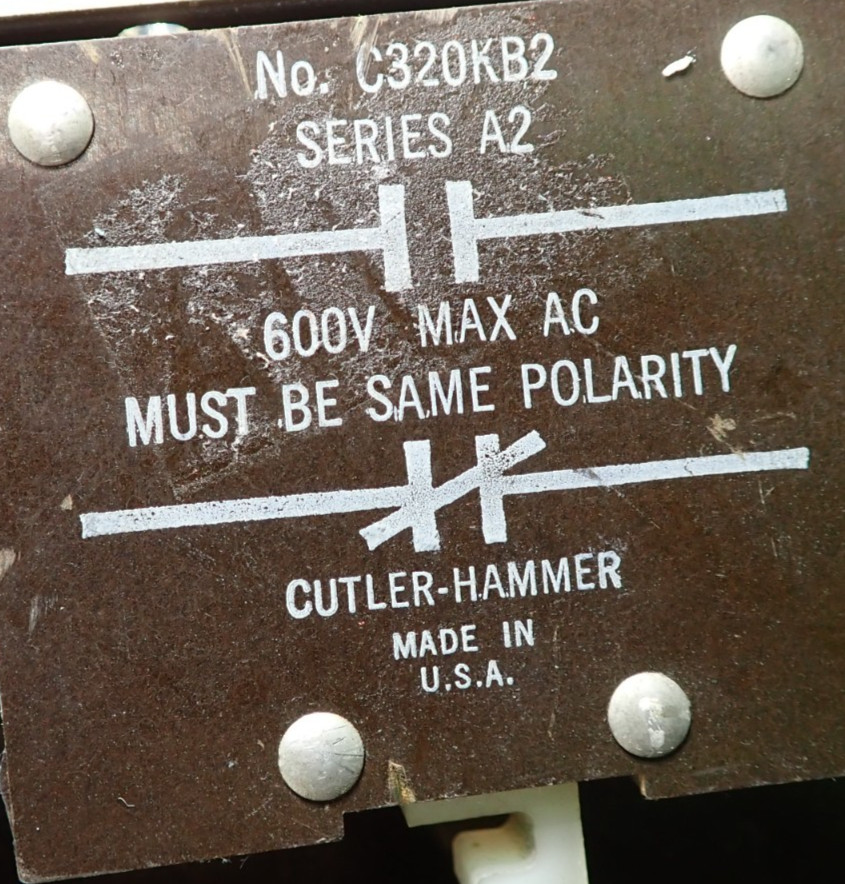 No. C320KB2
SERIES A2
600V MAX AC
MUST BE SAME POLARITY
CUTLER-HAMMER
MADE IN
U.S.A.